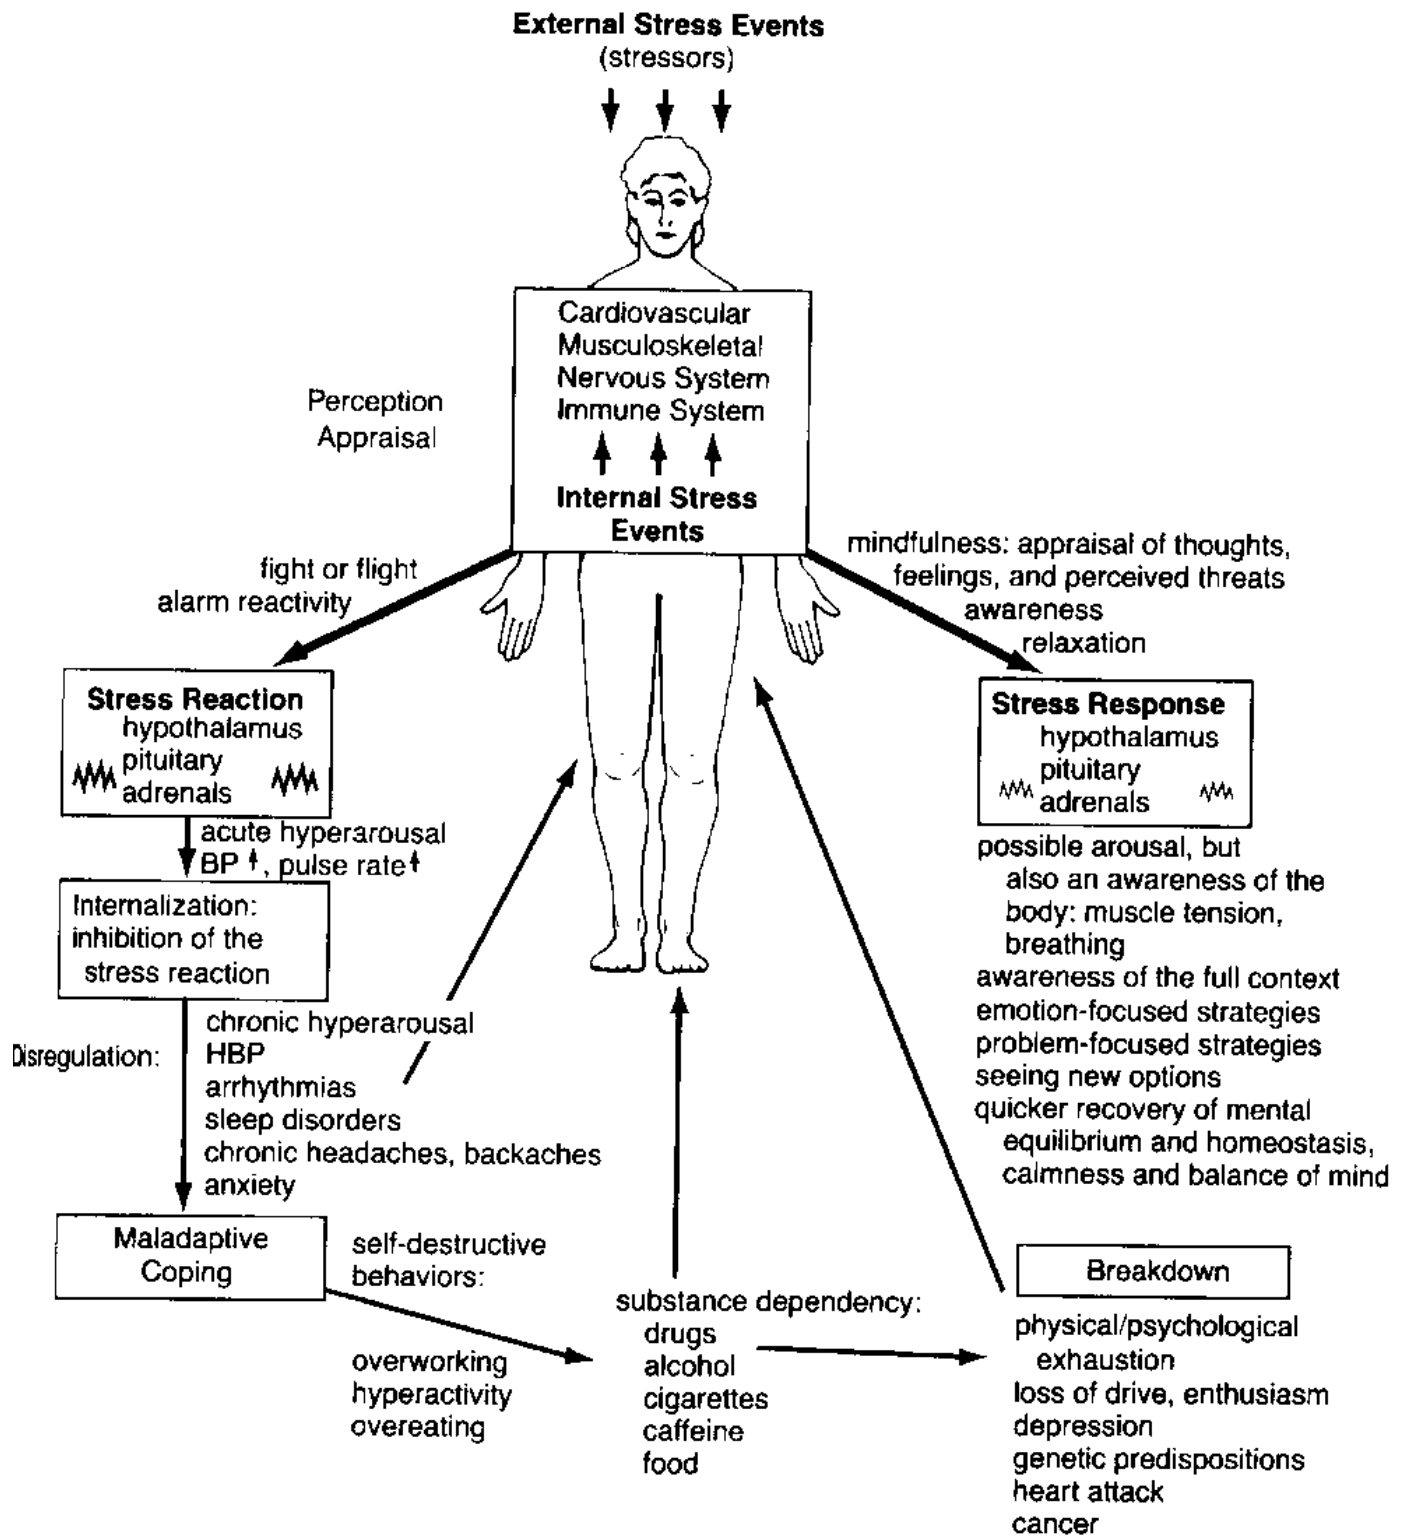 External Stress Events
(stressors)
Cardiovascular
Musculoskeletal
Nervous System
Immune System
Perception
Appraisal
Internal Stress
Events
fight or flight
alarm reactivity
mindfulness: appraisal of thoughts,
feelings, and perceived threats
awareness
relaxation
Stress Reaction
hypothalamus
pituitary
adrenals
acute hyperarousal
BP ↑, pulse rate ↑
Internalization:
inhibition of the
stress reaction
Disregulation:
chronic hyperarousal
HBP
arrhythmias
sleep disorders
chronic headaches, backaches
anxiety
Maladaptive
Coping
self-destructive
behaviors:
overworking
hyperactivity
overeating
substance dependency:
drugs
alcohol
cigarettes
caffeine
food
Stress Response
hypothalamus
pituitary
adrenals
possible arousal, but
also an awareness of the
body: muscle tension,
breathing
awareness of the full context
emotion-focused strategies
problem-focused strategies
seeing new options
quicker recovery of mental
equilibrium and homeostasis,
calmness and balance of mind
Breakdown
physical/psychological
exhaustion
loss of drive, enthusiasm
depression
genetic predispositions
heart attack
cancer